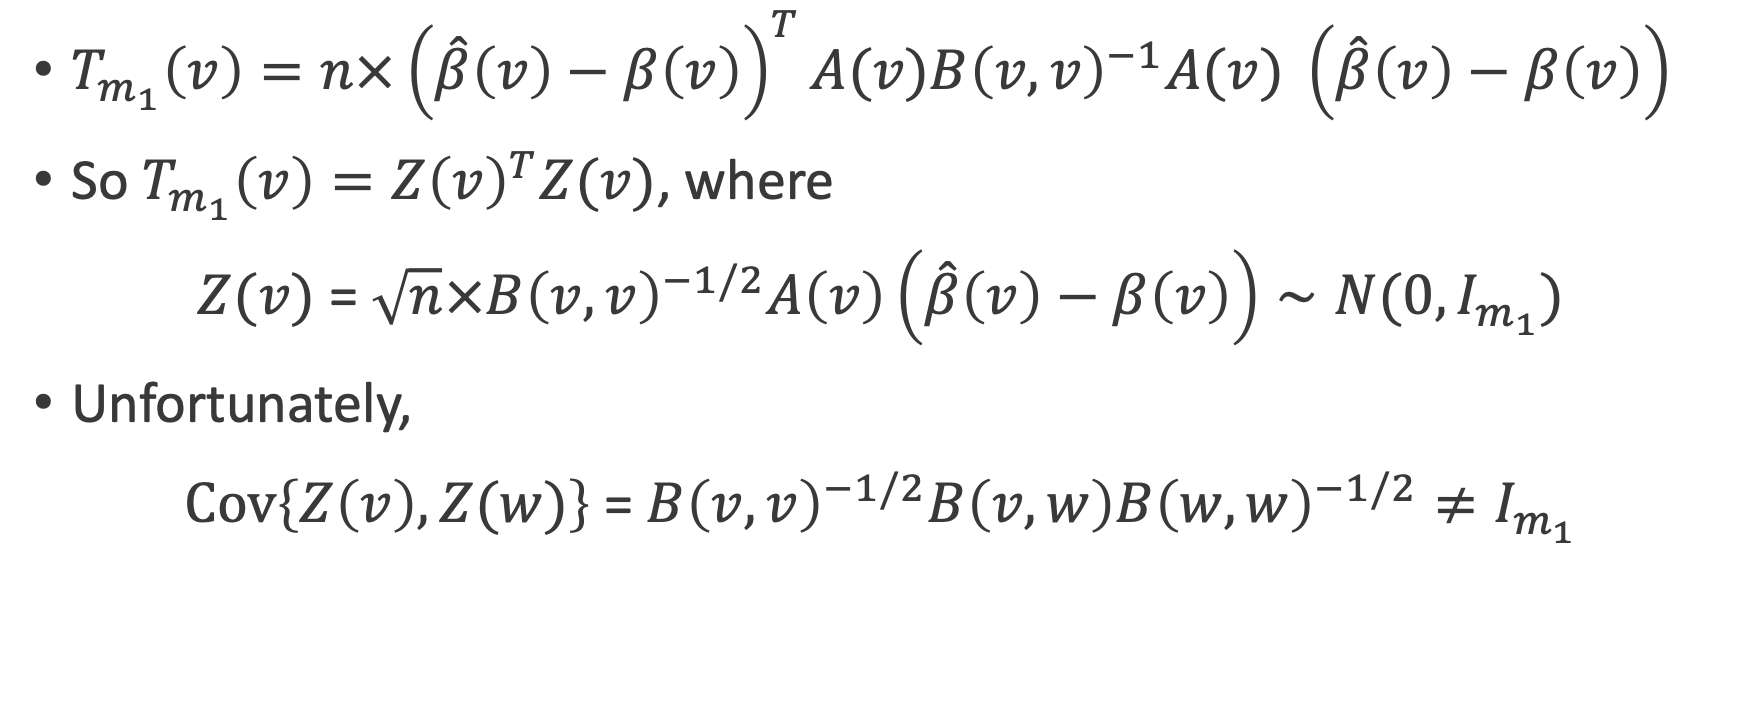 • T_{m_1}(v) = n×(β̂(v) − β(v))^T A(v)B(v, v)^{−1}A(v) (β̂(v) − β(v))
• So T_{m_1}(v) = Z(v)^T Z(v), where
Z(v) = √n×B(v, v)^{−1/2}A(v)(β̂(v) − β(v)) ~ N(0, I_{m_1})
• Unfortunately,
Cov{Z(v), Z(w)} = B(v, v)^{−1/2}B(v, w)B(w, w)^{−1/2} ≠ I_{m_1}